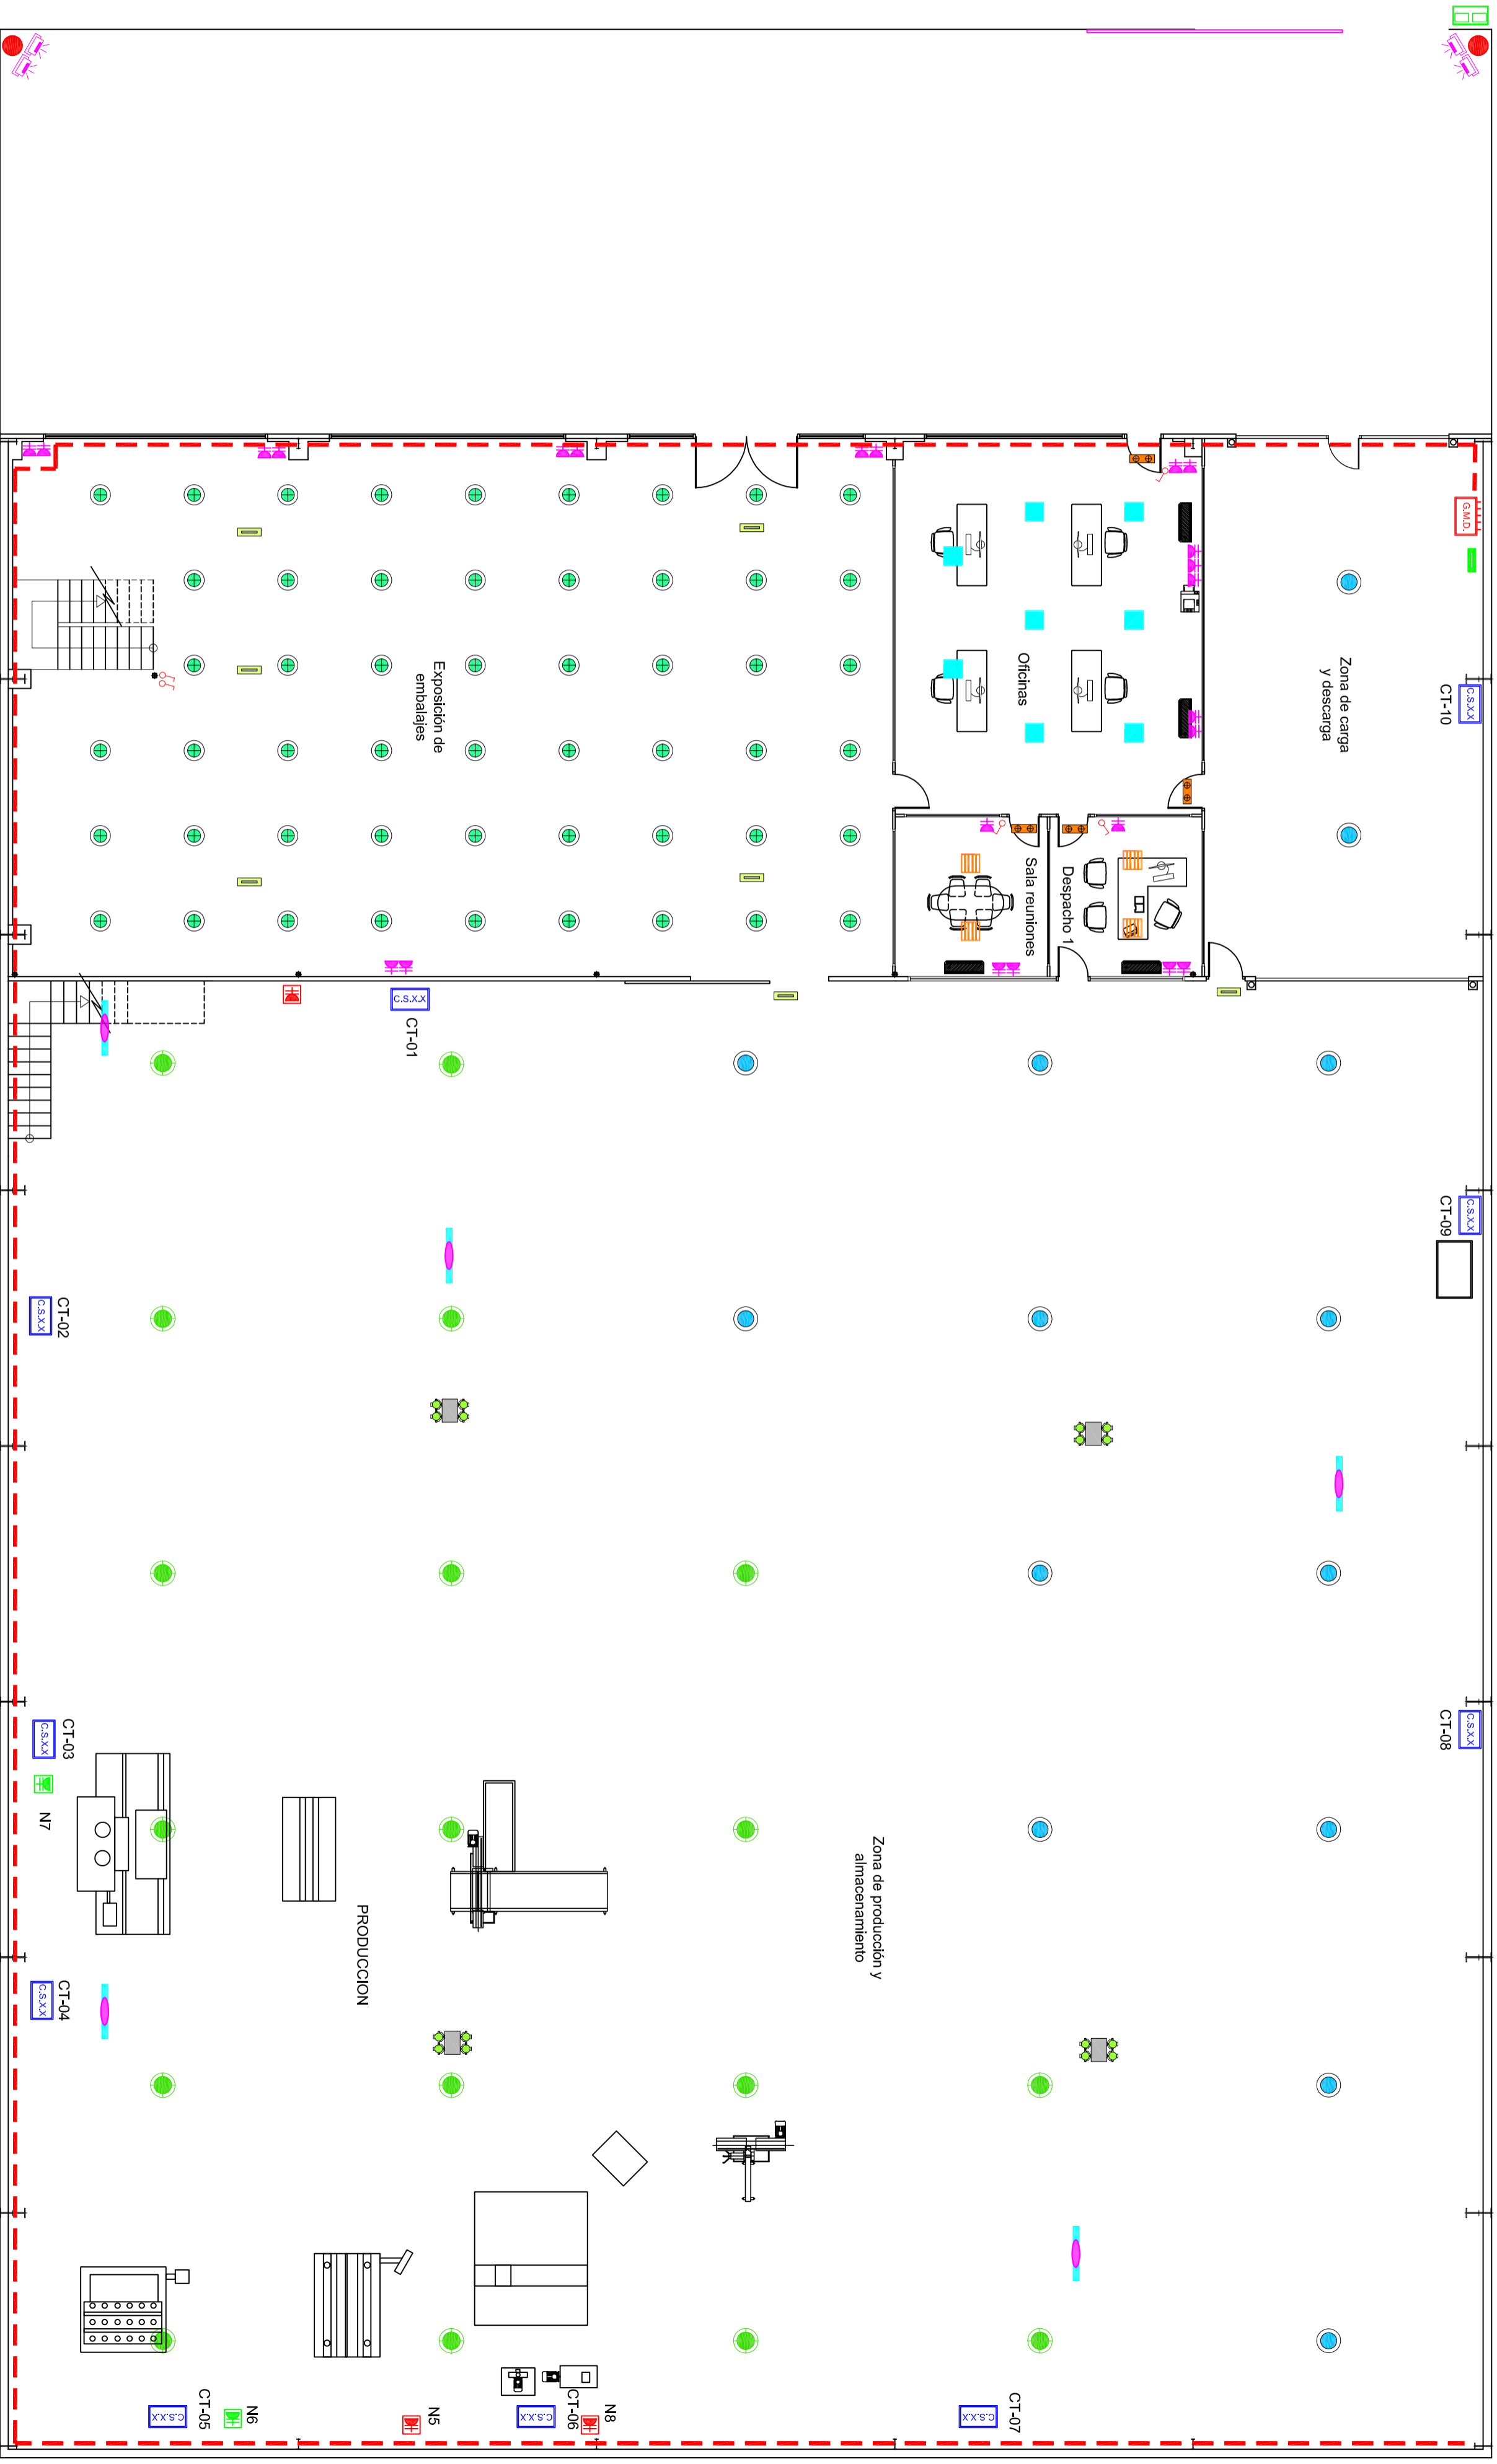 G.M.D.
Zona de carga
y descarga
C.S.X.X
CT-10
Oficinas
Exposición de
embalajes
Sala reuniones
Despacho 1
C.S.X.X
CT-01
C.S.X.X
CT-09
CT-02
C.S.X.X
CT-03
C.S.X.X
N7
C.S.X.X
CT-08
Zona de producción y
almacenamiento
PRODUCCION
CT-04
C.S.X.X
CT-05
C.S.X.X
N6
N5
CT-06
C.S.X.X
N8
CT-07
C.S.X.X